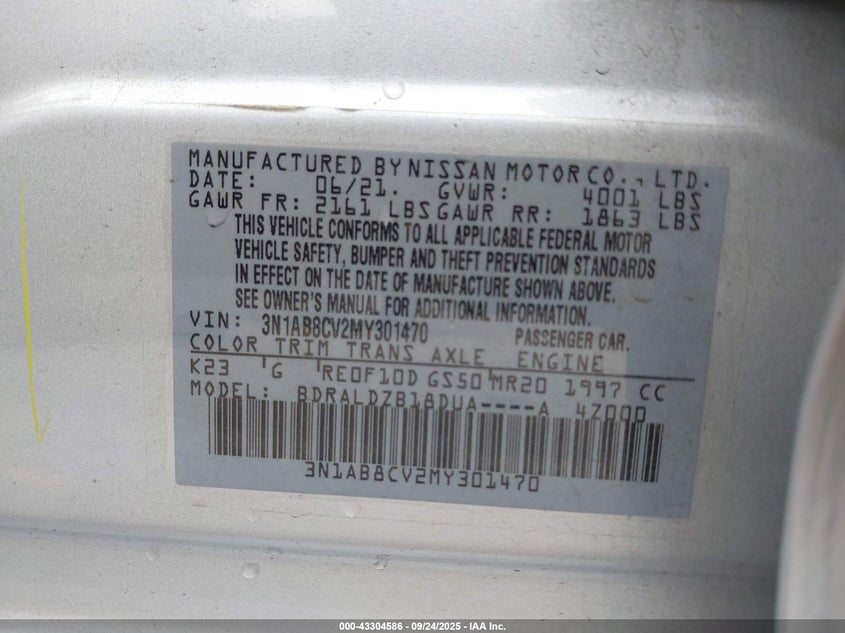 MANUFACTURED BY NISSAN MOTOR CO., LTD.
DATE: 06/21. GVWR: 4001 LBS
GAWR FR: 2161 LBS GAWR RR: 1863 LBS
THIS VEHICLE CONFORMS TO ALL APPLICABLE FEDERAL MOTOR
VEHICLE SAFETY, BUMPER AND THEFT PREVENTION STANDARDS
IN EFFECT ON THE DATE OF MANUFACTURE SHOWN ABOVE.
SEE OWNER'S MANUAL FOR ADDITIONAL INFORMATION.
VIN: 3N1AB8CV2MY301470 PASSENGER CAR.
COLOR TRIM TRANS AXLE ENGINE
K23 G RE0F10D GS50 MR20 1997 CC
MODEL: BDRALDZB18DUA----A 4Z000
3N1AB8CV2MY301470
000-43304586 - 09/24/2025 - IAA Inc.